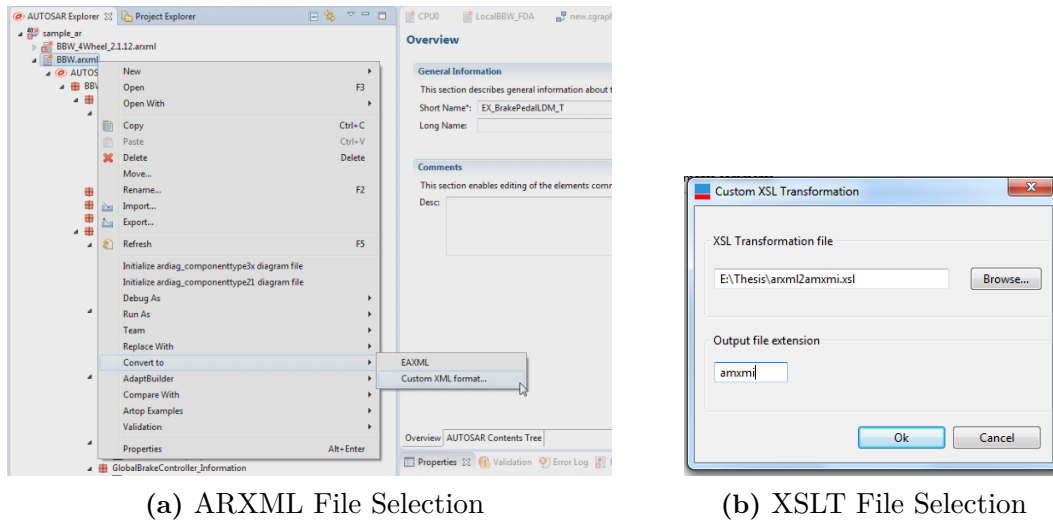 AUTOSAR Explorer Project Explorer
sample_ar
BBW_4Wheel_2.1.12.arxml
BBW.arxml
AUTOS
BBV
New
Open F3
Open With
Copy Ctrl+C
Paste Ctrl+V
Delete Delete
Move...
Rename... F2
Import...
Export...
Refresh F5
Initialize ardiag_componenttype3x diagram file
Initialize ardiag_componenttype21 diagram file
Debug As
Run As
Team
Replace With
Convert to
AdaptBuilder
Compare With
Artop Examples
Validation
Properties Alt+Enter
GlobalBrakeController_Information
EAXML
Custom XML format...
CPU0 LocalBBW_FDA new.sgraph
Overview
General Information
This section describes general information about t
Short Name*: EX_BrakePedalLDM_T
Long Name:
Comments
This section enables editing of the elements comr
Desc:
Overview AUTOSAR Contents Tree
Properties Validation Error Log
(a) ARXML File Selection
Custom XSL Transformation
XSL Transformation file
E:\Thesis\arxml2amxmi.xsl Browse...
Output file extension
amxmi
Ok Cancel
(b) XSLT File Selection